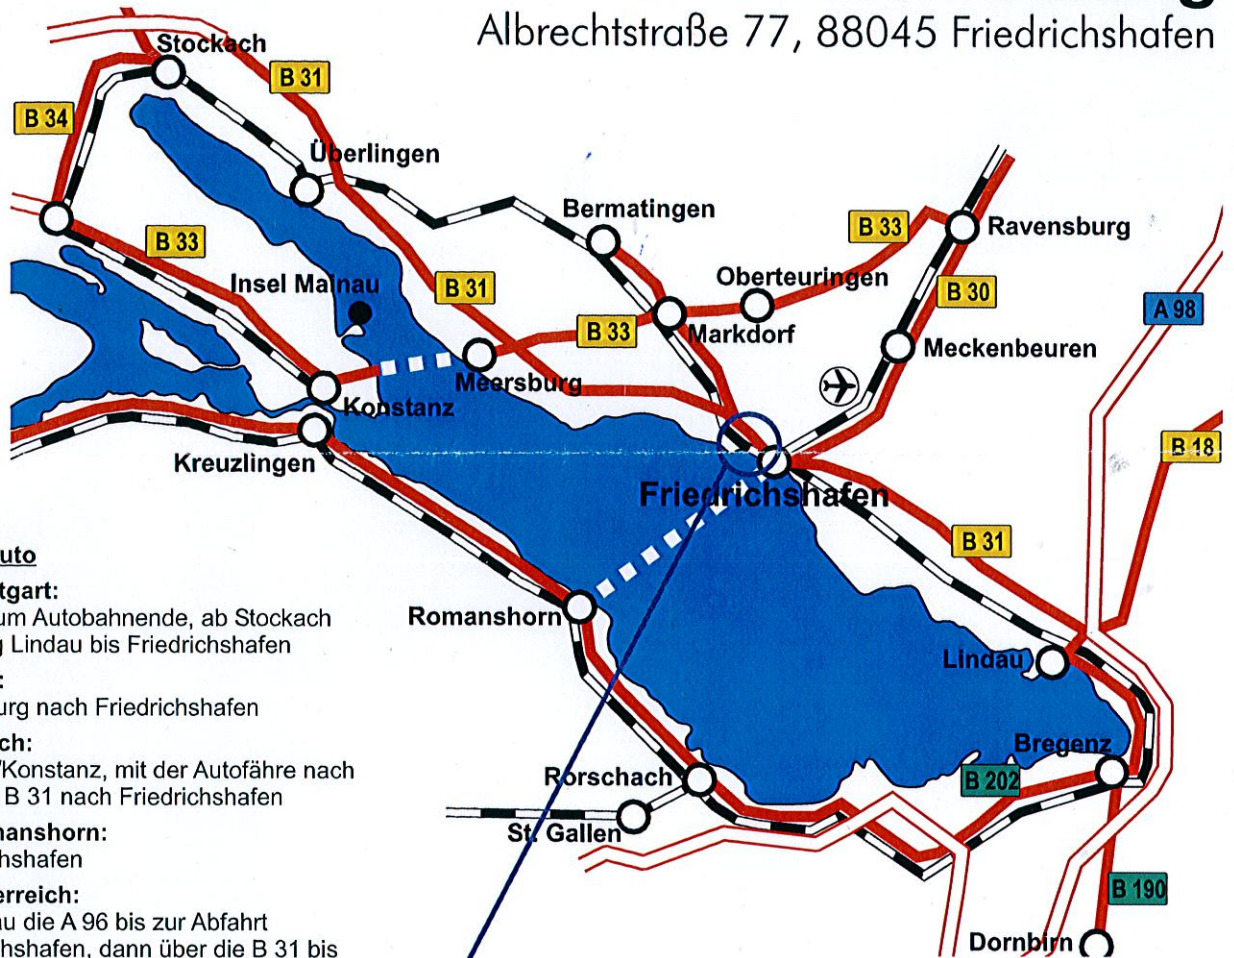 Albrechtstraße 77, 88045 Friedrichshafen
Stockach
B 31
B 34
Überlingen
Bermatingen
B 33
Ravensburg
B 33
Insel Mainau
B 31
Oberteuringen
B 30
A 98
B 33
Markdorf
Meckenbeuren
Meersburg
Konstanz
B 18
Kreuzlingen
Friedrichshafen
B 31
uto
tgart:
um Autobahnende, ab Stockach
g Lindau bis Friedrichshafen
Romanshorn
Lindau
:
urg nach Friedrichshafen
ch:
/Konstanz, mit der Autofähre nach
B 31 nach Friedrichshafen
Bregenz
Rorschach
B 202
St. Gallen
manshorn:
hshafen
erreich:
au die A 96 bis zur Abfahrt
chshafen, dann über die B 31 bis
B 190
Dornbirn